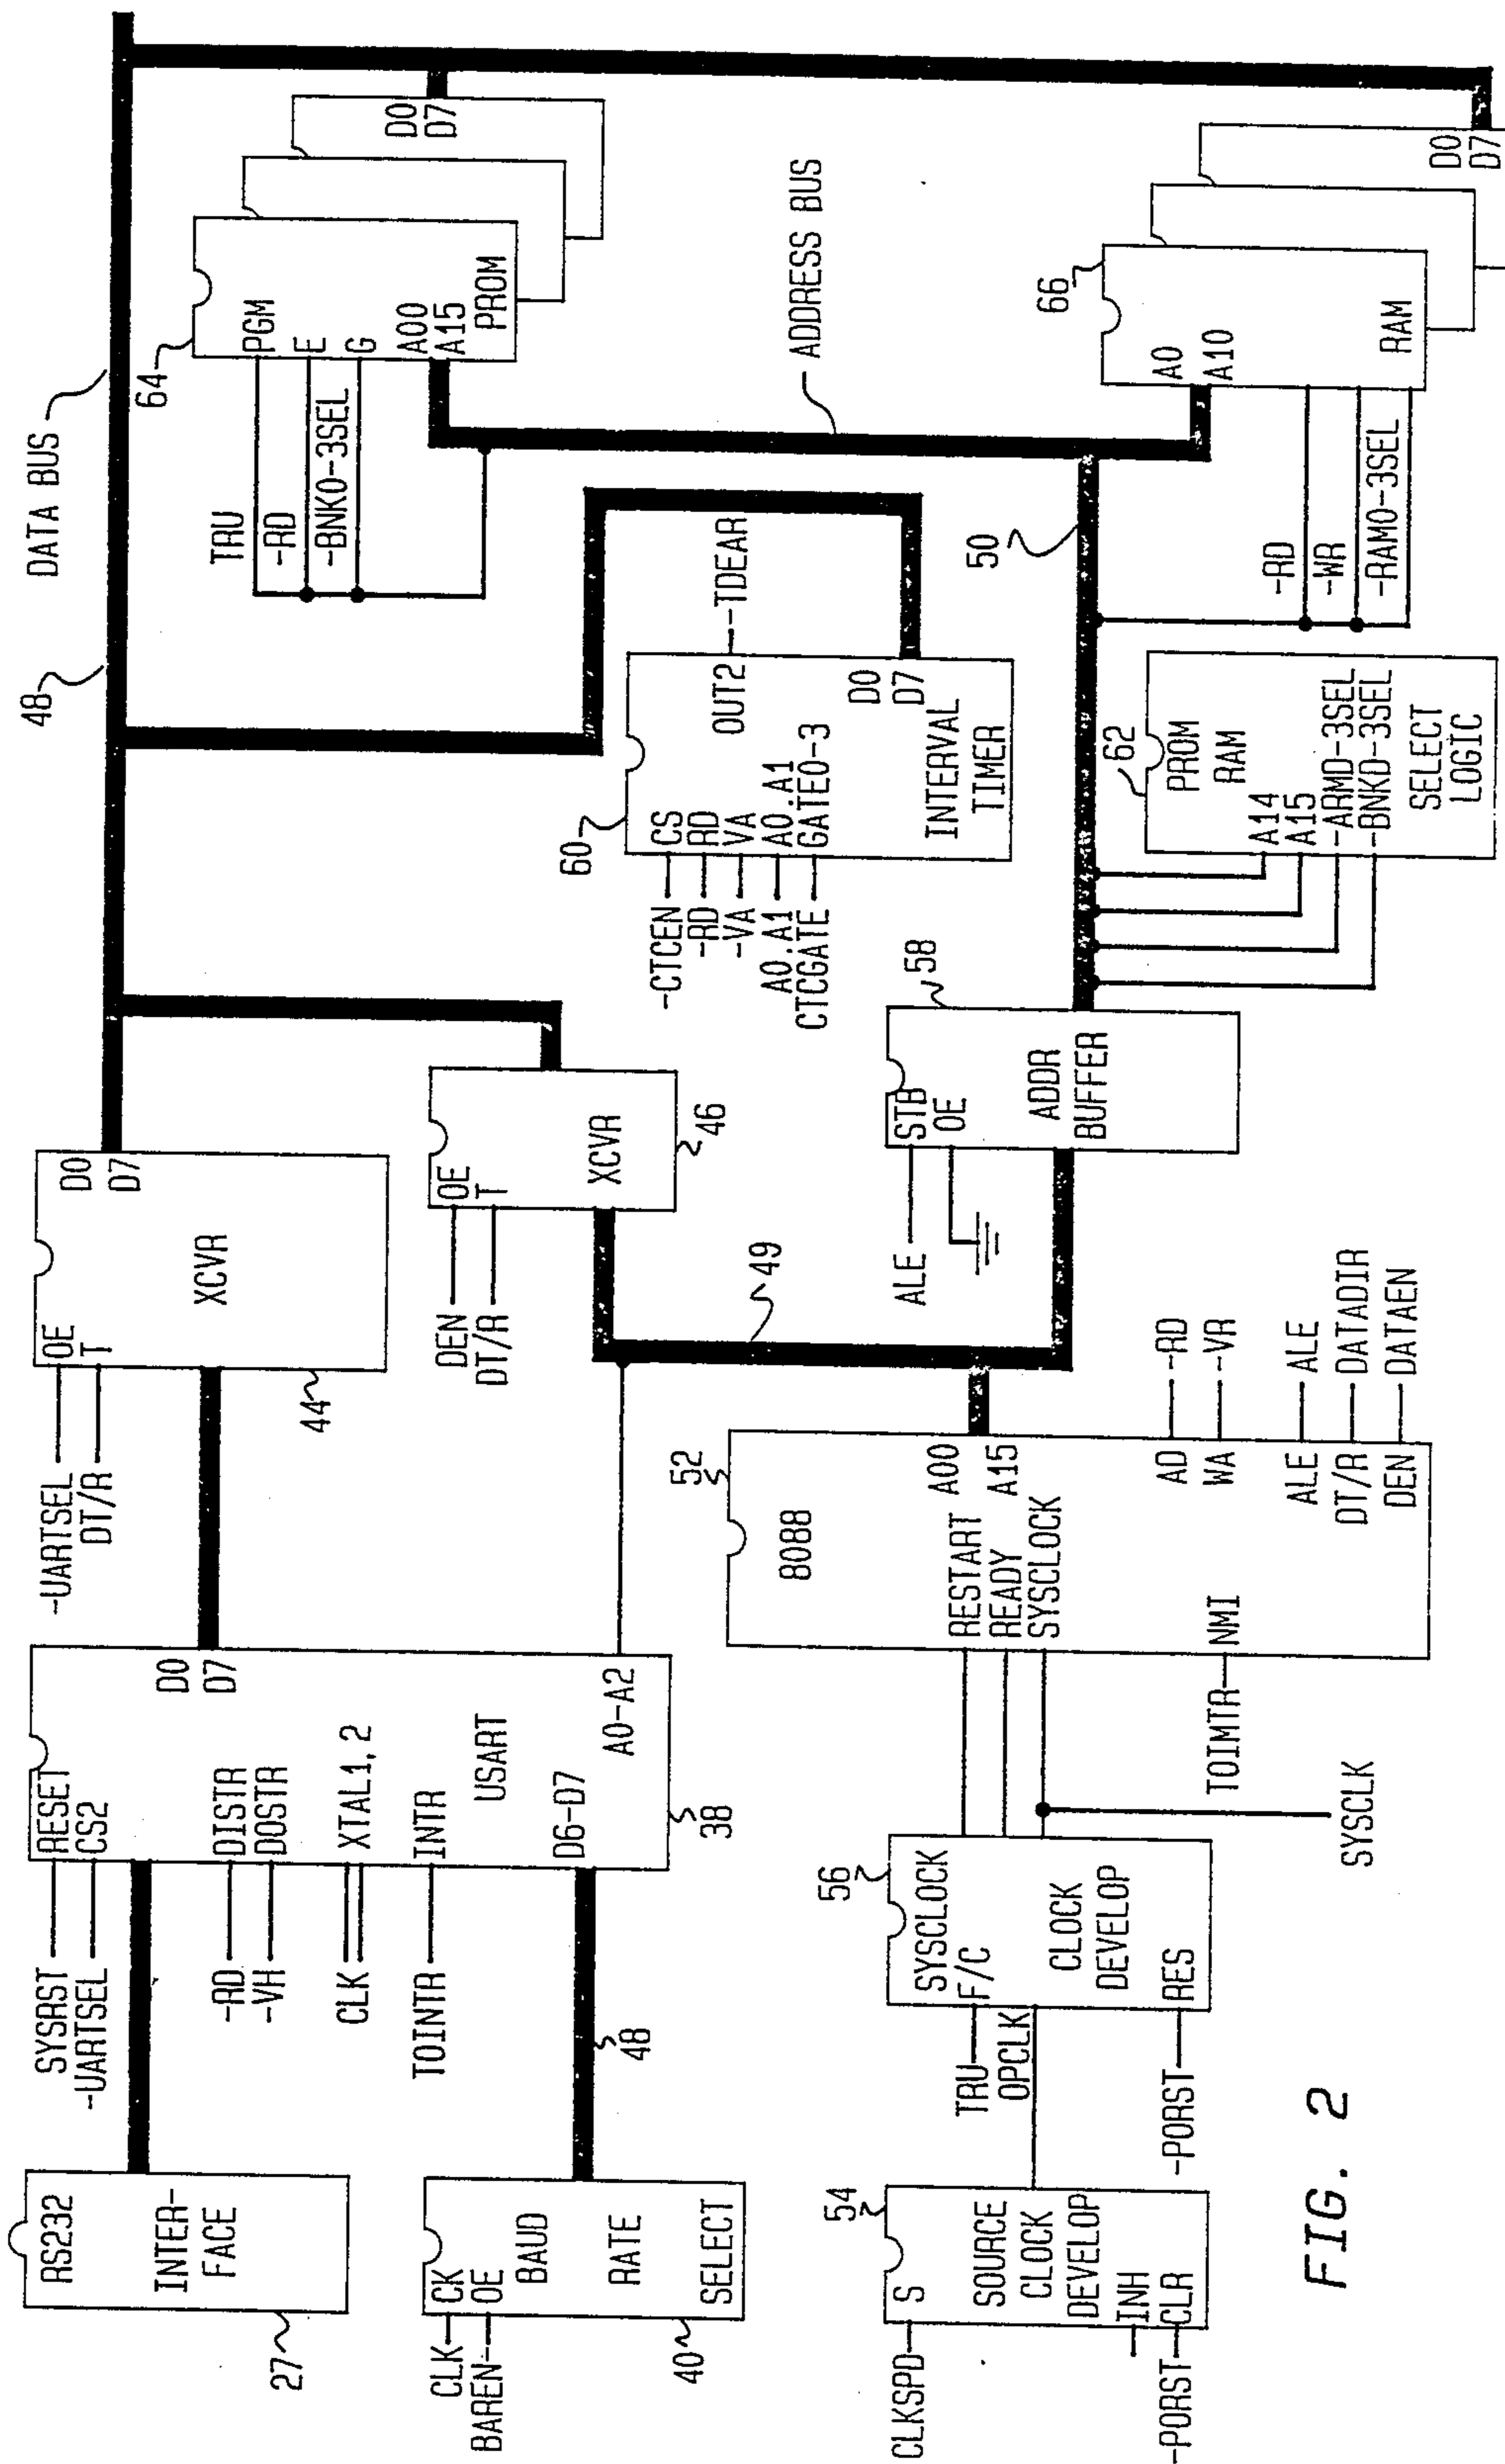 DATA BUS
48
RS232
INTER-
FACE
27
SYSRST
-UARTSEL
RESET
CS2
-RD
-VH
DISTR
DOSTR
CLK
XTAL1, 2
TOINTR
INTR
USART
D6-D7
D0
D7
A0-A2
38
CLK
BAREN
CK
OE
BAUD
RATE
SELECT
40
48
-UARTSEL
DT/R
OE
T
XCVR
D0
D7
44
DEN
DT/R
OE
T
XCVR
46
49
-CTCEN
-RD
-VA
A0.A1
CTCGATE
CS
RD
VA
A0.A1
GATE0-3
OUT2
-TDEAR
D0
D7
INTERVAL
TIMER
60
TRU
-RD
-BNK0-3SEL
PGM
E
G
A00
A15
PROM
64
D0
D7
ADDRESS BUS
50
CLKSPD
S
SOURCE
CLOCK
DEVELOP
INH
CLR
-PORST
54
TRU
OPCLK
-PORST
SYSCLOCK
F/C
CLOCK
DEVELOP
RES
56
SYSCLK
8088
52
RESTART
READY
SYSCLOCK
A00
A15
TOIMTR
NMI
AD
WA
ALE
DT/R
DEN
-RD
-VR
ALE
DATADIR
DATAEN
ALE
STB
OE
ADDR
BUFFER
58
PROM
RAM
A14
A15
-ARMD-3SEL
-BNKD-3SEL
SELECT
LOGIC
62
-RD
-WR
-RAM0-3SEL
A0
A10
RAM
66
D0
D7
FIG. 2